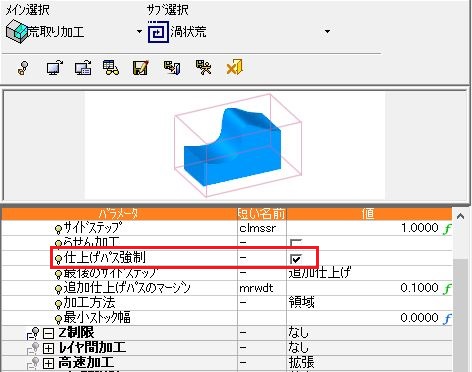 メイン選択 サブ選択
荒取り加工 渦状荒
パラメータ 短い名前 値
サイドステップ clmssr 1.0000 f
らせん加工 -
仕上げパス強制 -
最後のサイドステップ - 追加仕上げ
追加仕上げパスのマージン mrwdt 0.1000 f
加工方法 - 領域
最小ストック幅 0.0000 f
Z制限 - なし
レイヤ間加工 - なし
高速加工 - 拡張